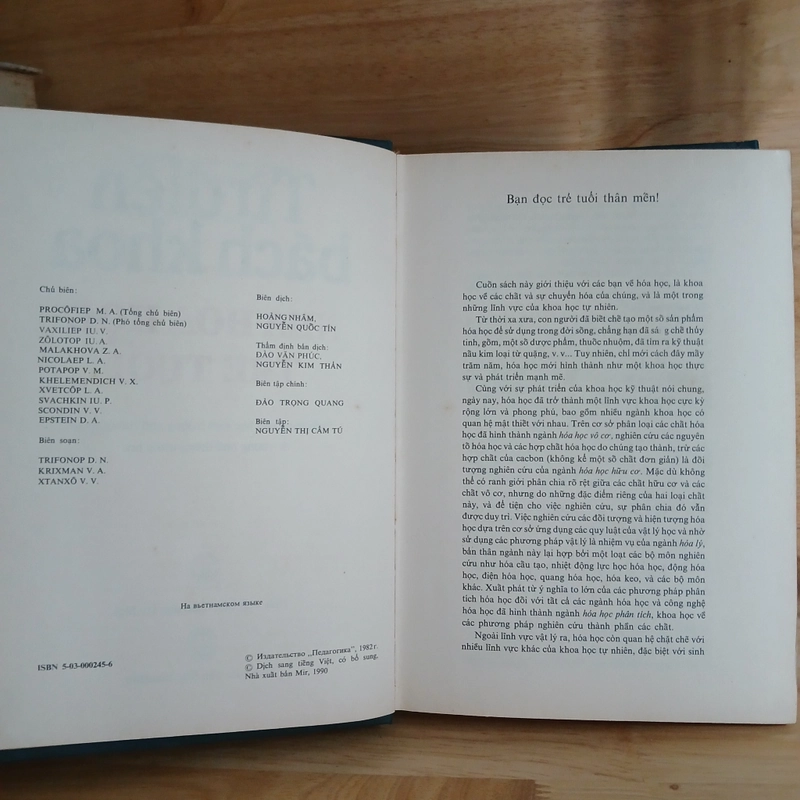 Chủ biên:
PROCÔFIEP M. A. (Tổng chủ biên)
TRIFONOP D. N. (Phó tổng chủ biên)
VAXILIEP IU. V.
ZÔLOTOP IU. A.
MALAKHOVA Z. A.
NICOLAEP L. A.
POTAPOP V. M.
KHELEMENDICH V. X.
XVETCÔP L. A.
SVACHKIN IU. P.
SCONDIN V. V.
EPSTEIN D. A.
Biên soạn:
TRIFONOP D. N.
KRIXMAN V. A.
XTANXÔ V. V.
Biên dịch:
HOÀNG NHÂM,
NGUYỄN QUỐC TÍN
Thẩm định bản dịch:
ĐÀO VĂN PHÚC,
NGUYỄN KIM THẢN
Biên tập chính:
ĐÀO TRỌNG QUANG
Biên tập:
NGUYỄN THỊ CẨM TÚ
На вьетнамском языке
ISBN 5-03-000245-6
© Издательство „Педагогика", 1982 г.
© Dịch sang tiếng Việt, có bổ sung.
Nhà xuất bản Mir, 1990
Bạn đọc trẻ tuổi thân mến!
Cuốn sách này giới thiệu với các bạn về hóa học, là khoa
học về các chất và sự chuyển hóa của chúng, và là một trong
những lĩnh vực của khoa học tự nhiên.
Từ thời xa xưa, con người đã biết chế tạo một số sản phẩm
hóa học để sử dụng trong đời sống, chẳng hạn đã sá g chế thủy
tinh, gốm, một số dược phẩm, thuốc nhuộm, đã tìm ra kỹ thuật
nấu kim loại từ quặng, v. v... Tuy nhiên, chỉ mới cách đây mấy
trăm năm, hóa học mới hình thành như một khoa học thực
thự và phát triển mạnh mẽ.
Cùng với sự phát triển của khoa học kỹ thuật nói chung,
ngày nay, hóa học đã trở thành một lĩnh vực khoa học cực kỳ
rộng lớn và phong phú, bao gồm nhiều ngành khoa học có
quan hệ mật thiết với nhau. Trên cơ sở phân loại các chất hóa
học đã hình thành ngành hóa học vô cơ, nghiên cứu các nguyên
tố hóa học và các hợp chất hóa học do chúng tạo thành, trừ các
hợp chất của cacbon (không kể một số chất đơn giản) là đối
tượng nghiên cứu của ngành hóa học hữu cơ. Mặc dù không
thể có ranh giới phân chia rõ rệt giữa các chất hữu cơ và các
chất vô cơ, nhưng do những đặc điểm riêng của hai loại chất
này, và để tiện cho việc nghiên cứu, sự phân chia đó vẫn
được duy trì. Việc nghiên cứu các đối tượng và hiện tượng hóa
học dựa trên cơ sở ứng dụng các quy luật của vật lý học và nhờ
sử dụng các phương pháp vật lý là nhiệm vụ của ngành hóa lý,
bản thân ngành này lại hợp bởi một loạt các bộ môn nghiên
cứu như hóa cấu tạo, nhiệt động lực học hóa học, động hóa
học, điện hóa học, quang hóa học, hóa keo, và các bộ môn
khác. Xuất phát từ ý nghĩa to lớn của các phương pháp phân
tích hóa học đối với tất cả các ngành hóa học và công nghệ
hóa học đã hình thành ngành hóa học phân tích, khoa học về
các phương pháp nghiên cứu thành phần các chất.
Ngoài lĩnh vực vật lý ra, hóa học còn quan hệ chặt chẽ với
nhiều lĩnh vực khác của khoa học tự nhiên, đặc biệt với sinh